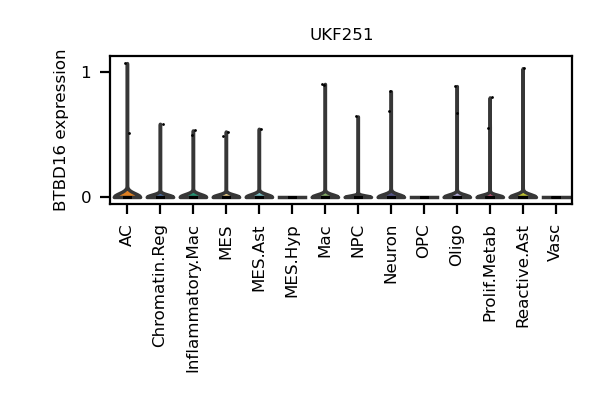 UKF251
BTBD16 expression
1
0
AC
Chromatin.Reg
Inflammatory.Mac
MES
MES.Ast
MES.Hyp
Mac
NPC
Neuron
OPC
Oligo
Prolif.Metab
Reactive.Ast
Vasc